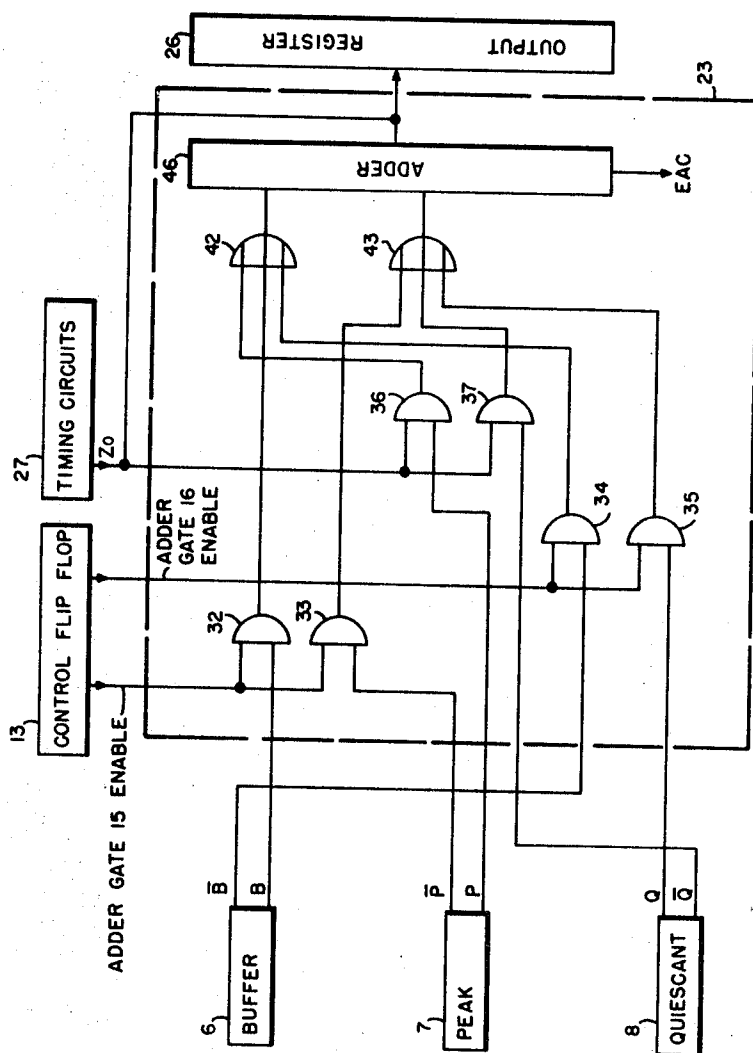 13
CONTROL FLIP FLOP
27
TIMING CIRCUITS
Zo
ADDER GATE 15 ENABLE
ADDER
GATE 16
ENABLE
26
OUTPUT REGISTER
46
ADDER
EAC
23
42
43
36
37
32
33
34
35
6
BUFFER
B̅
B
7
PEAK
P̅
P
8
QUIESCANT
Q
Q̅